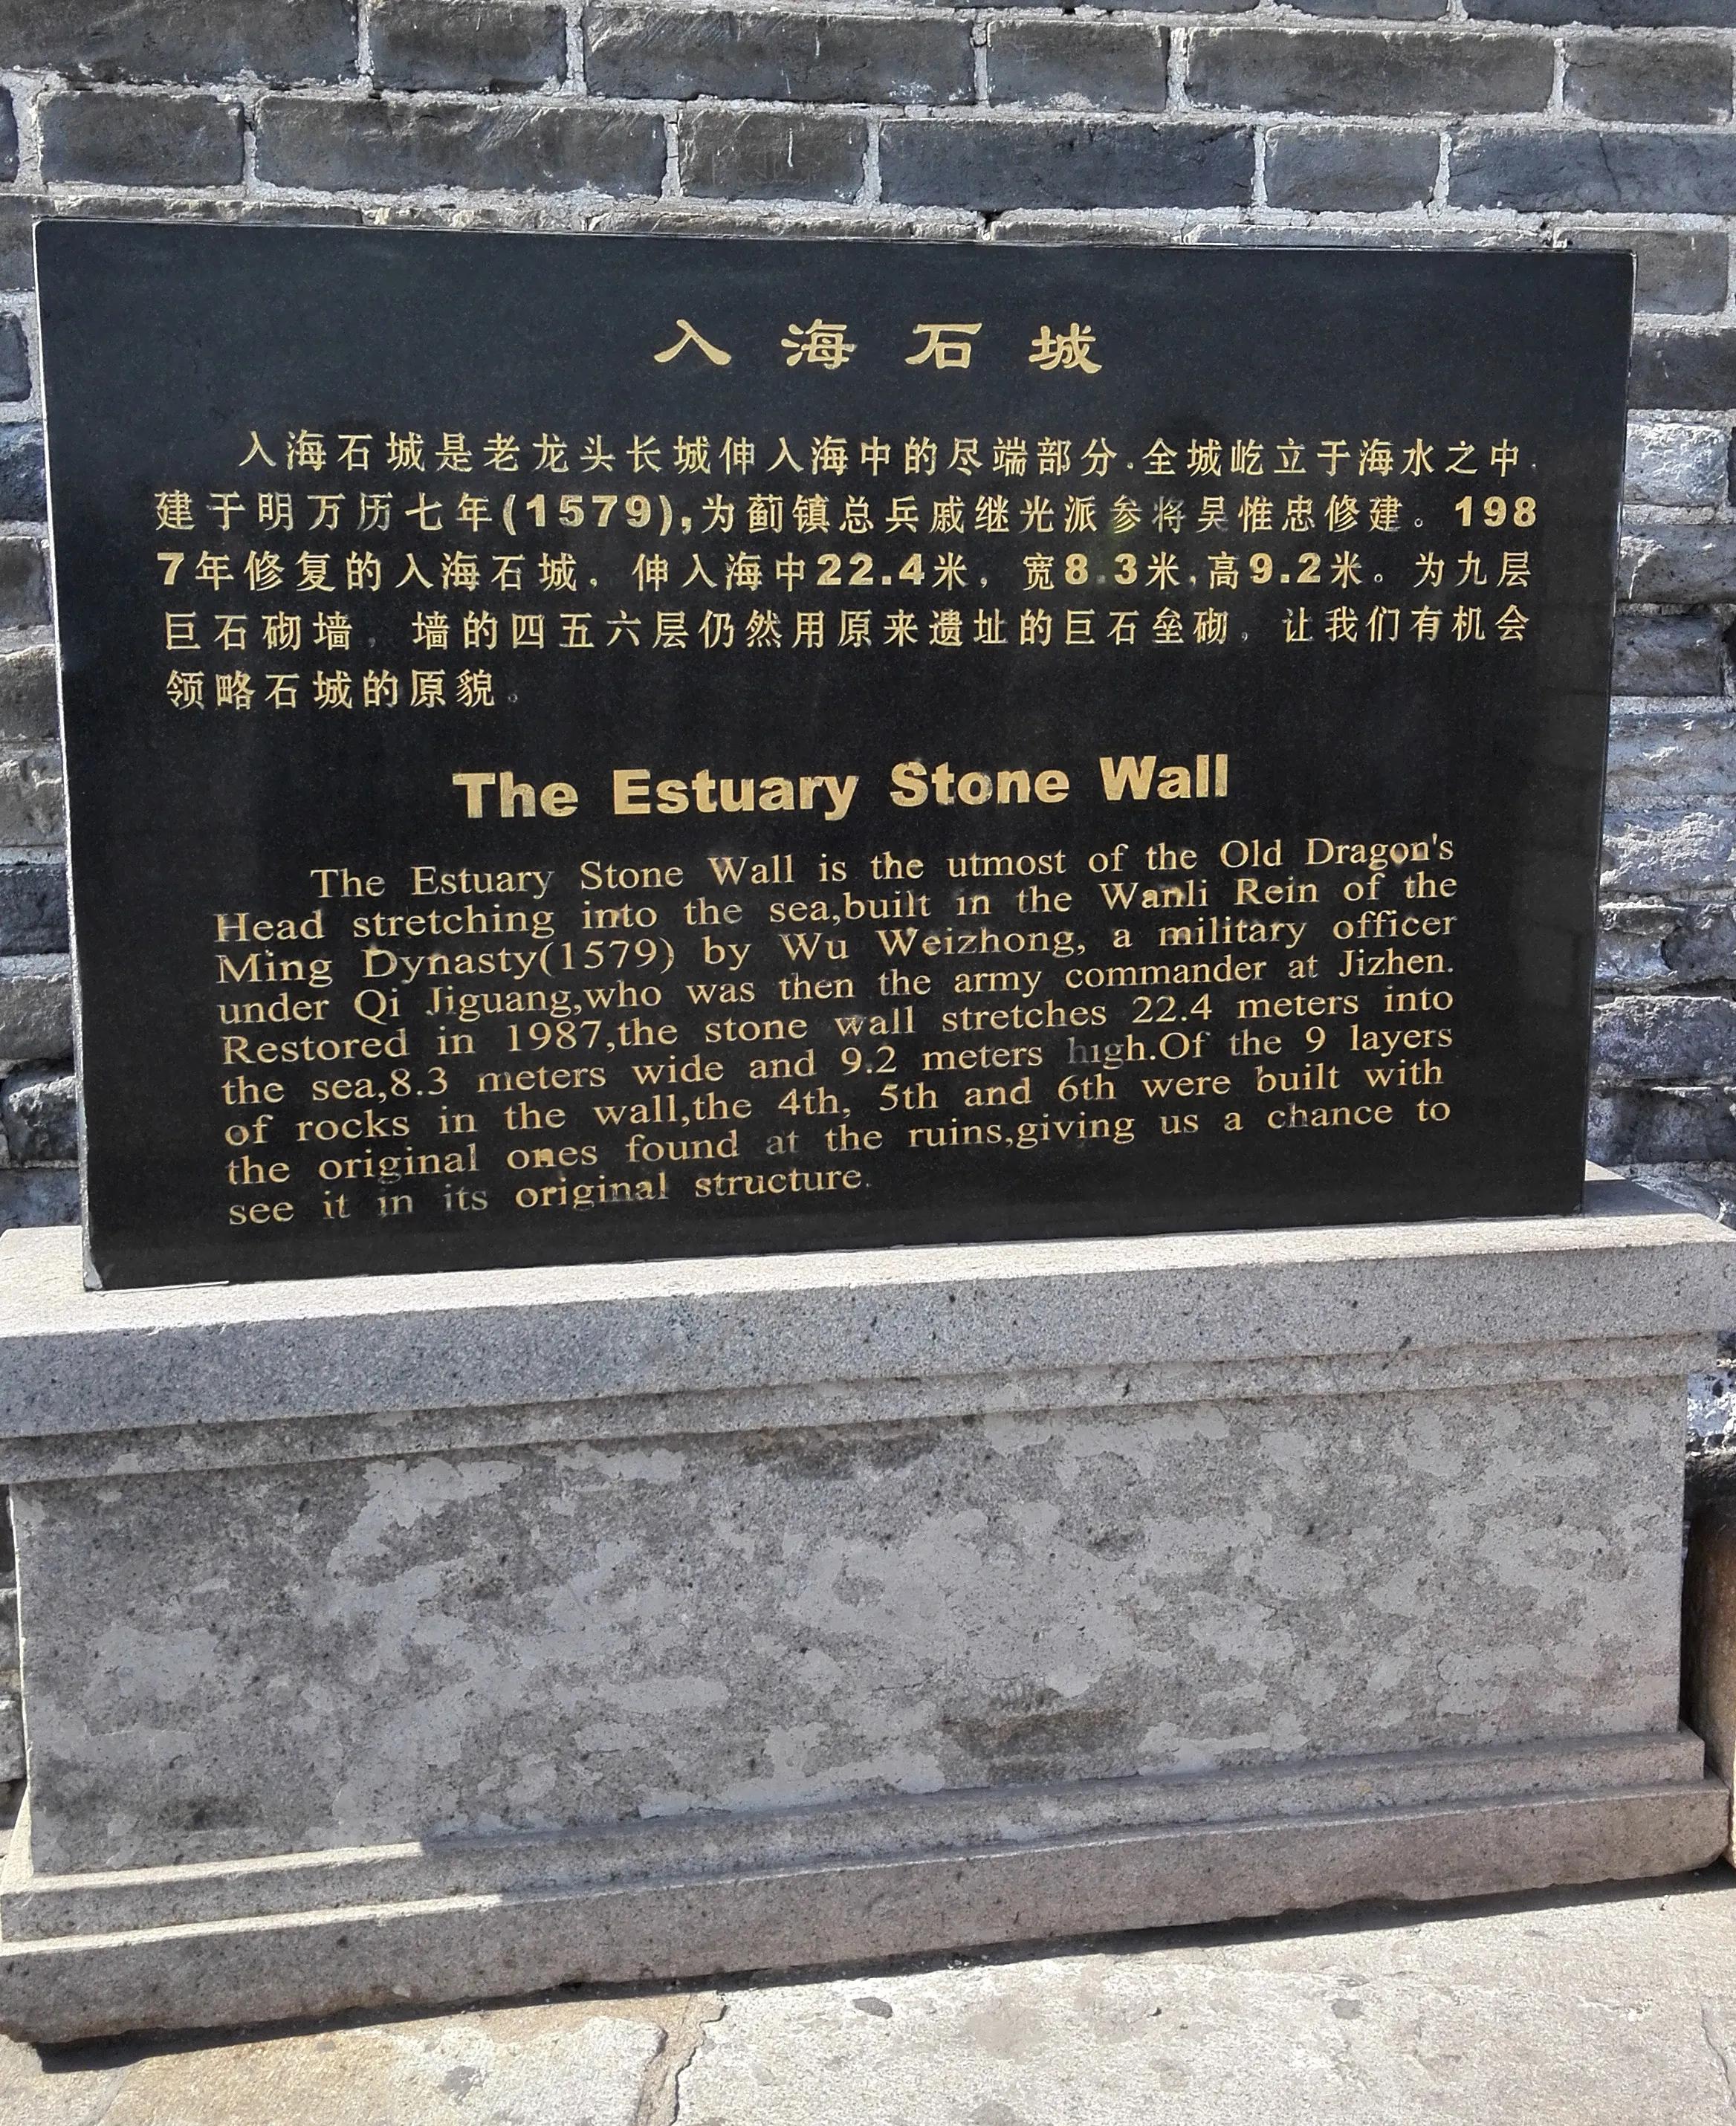 入海石城
入海石城是老龙头长城伸入海中的尽端部分.全城屹立于海水之中.
建于明万历七年(1579),为蓟镇总兵戚继光派参将吴惟忠修建。198
7年修复的入海石城，伸入海中22.4米，宽8.3米,高9.2米。为九层
巨石砌墙，墙的四五六层仍然用原来遗址的巨石垒砌，让我们有机会
领略石城的原貌。
The Estuary Stone Wall
The Estuary Stone Wall is the utmost of the Old Dragon's
Head stretching into the sea,built in the Wanli Rein of the
Ming Dynasty(1579) by Wu Weizhong, a military officer
under Qi Jiguang,who was then the army commander at Jizhen.
Restored in 1987,the stone wall stretches 22.4 meters into
the sea,8.3 meters wide and 9.2 meters high.Of the 9 layers
of rocks in the wall,the 4th, 5th and 6th were built with
the original ones found at the ruins,giving us a chance to
see it in its original structure.